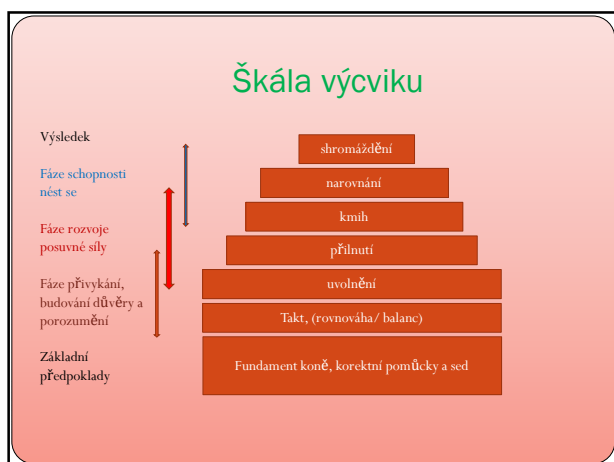 Škála výcviku
Výsledek
Fáze schopnosti
nést se
Fáze rozvoje
posuvné síly
Fáze přivykání,
budování důvěry a
porozumění
Základní
předpoklady
shromáždění
narovnání
kmih
přilnutí
uvolnění
Takt, (rovnováha/ balanc)
Fundament koně, korektní pomůcky a sed